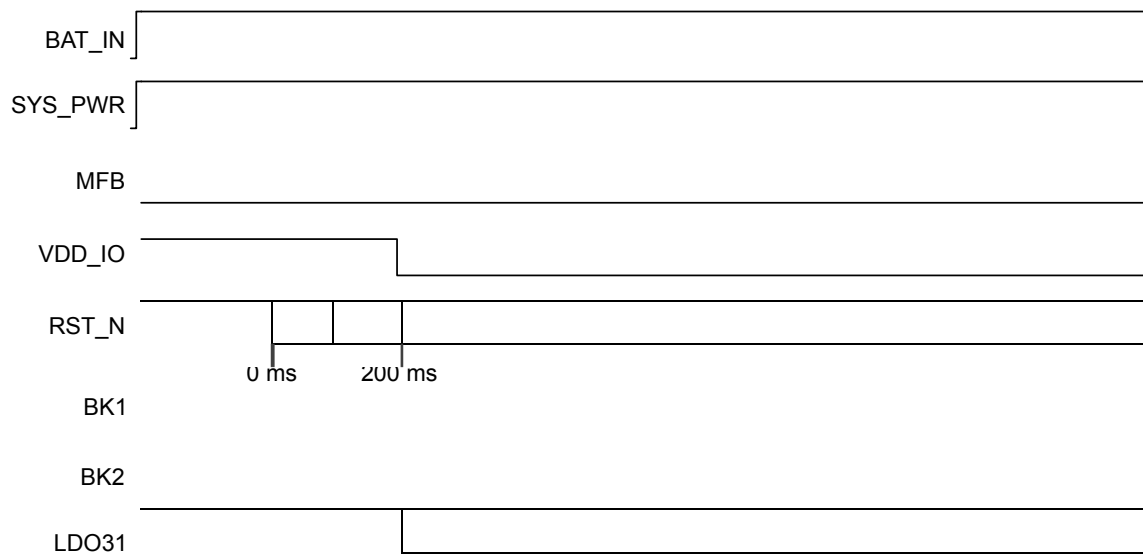 BAT_IN
SYS_PWR
MFB
VDD_IO
RST_N
0 ms 200 ms
BK1
BK2
LDO31